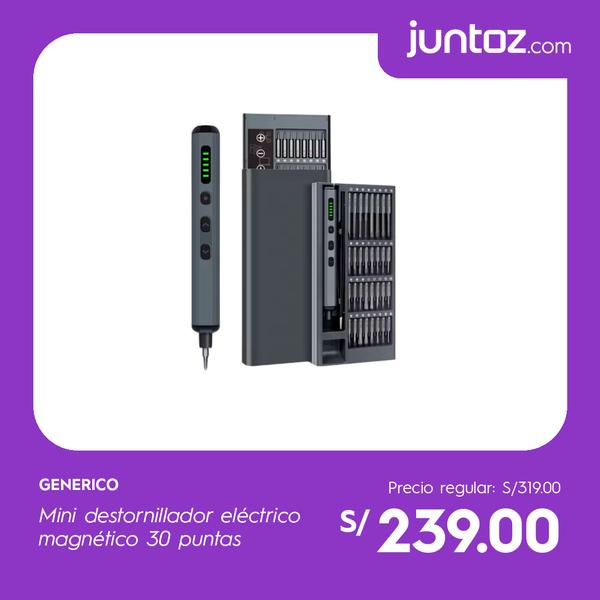 juntoz.com
GENERICO
Mini destornillador eléctrico
magnético 30 puntas
Precio regular: S/319.00
S/ 239.00